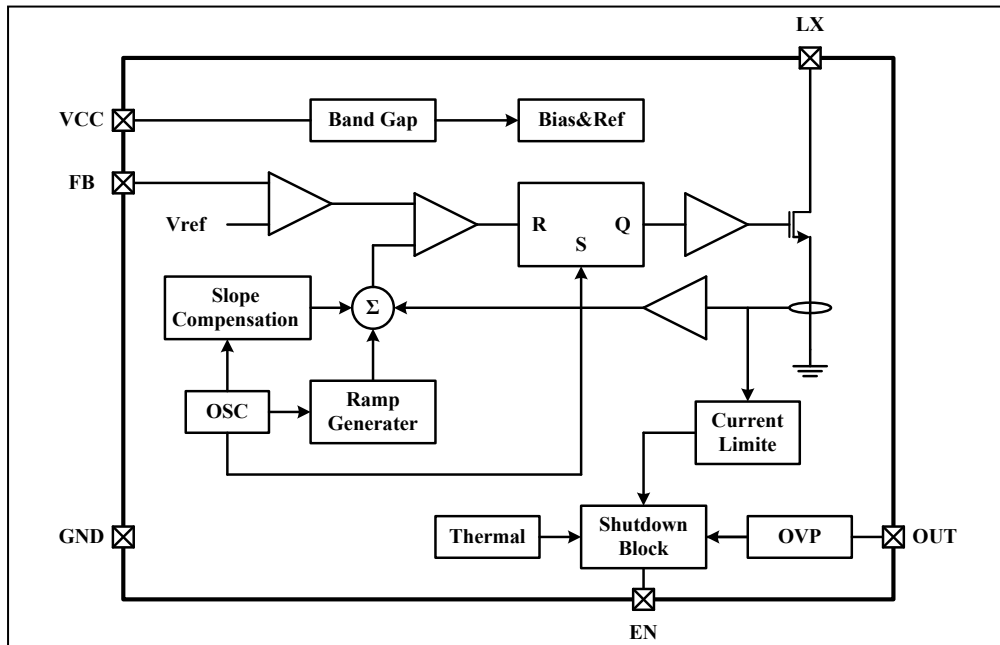 LX
VCC
Band Gap
Bias&Ref
FB
Vref
R
Q
S
Slope
Compensation
Σ
OSC
Ramp
Generater
Current
Limite
GND
Thermal
Shutdown
Block
OVP
OUT
EN